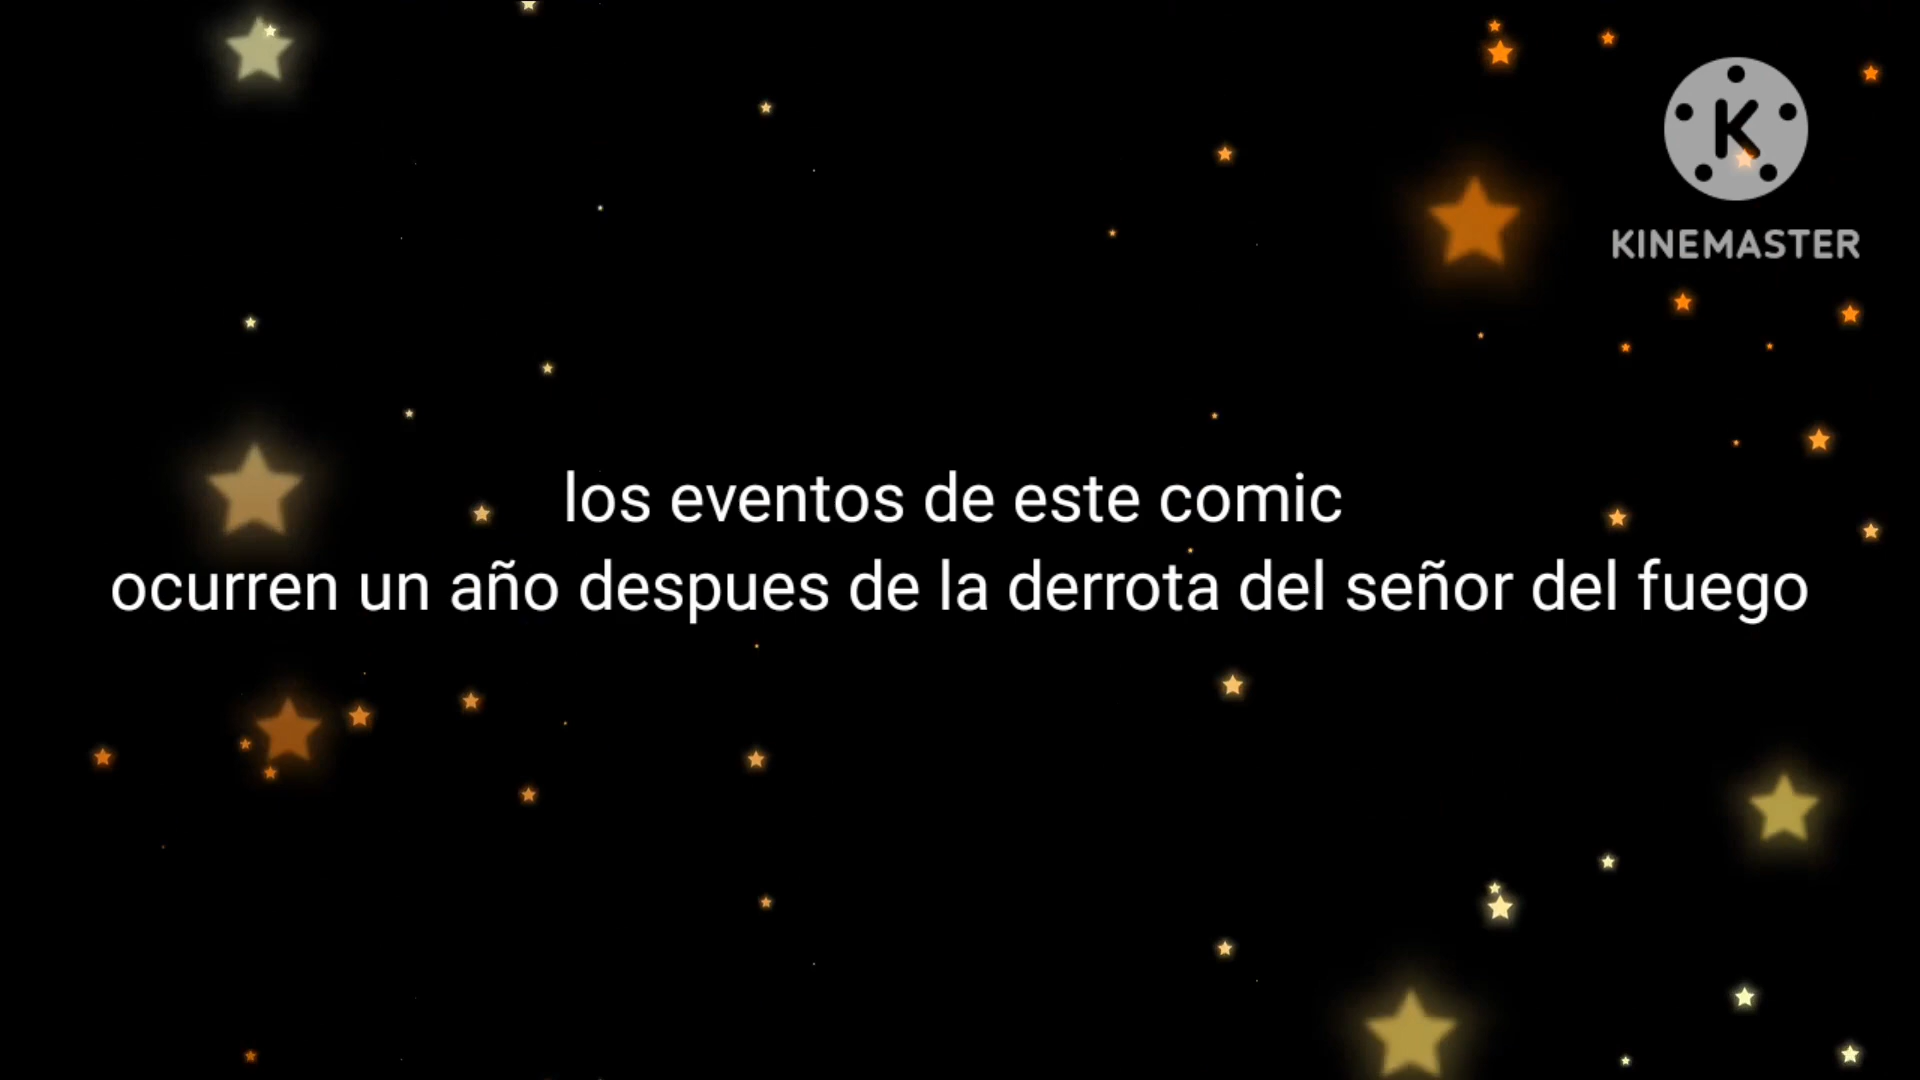 KINEMASTER
los eventos de este comic
ocurren un año despues de la derrota del señor del fuego